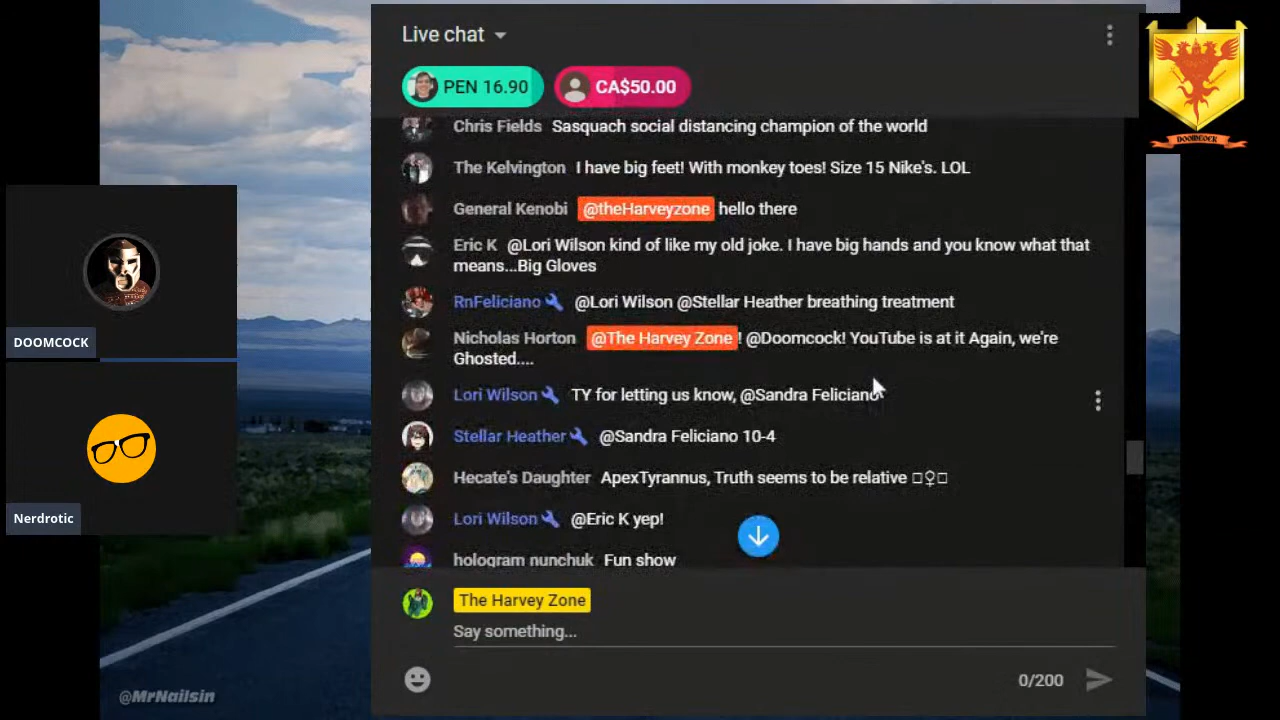 Live chat
PEN 16.90 CA$50.00
DOOMCOCK
Chris Fields Sasquach social distancing champion of the world
The Kelvington I have big feet! With monkey toes! Size 15 Nike's. LOL
General Kenobi @theHarveyzone hello there
Eric K @Lori Wilson kind of like my old joke. I have big hands and you know what that
means...Big Gloves
RnFeliciano @Lori Wilson @Stellar Heather breathing treatment
Nicholas Horton @The Harvey Zone! @Doomcock! YouTube is at it Again, we're
Ghosted....
DOOMCOCK
Lori Wilson TY for letting us know, @Sandra Feliciano
Stellar Heather @Sandra Feliciano 10-4
Hecate's Daughter ApexTyrannus, Truth seems to be relative □♀□
Lori Wilson @Eric K yep!
Nerdrotic
hologram nunchuk Fun show
The Harvey Zone
Say something...
0/200
@MrNailsin